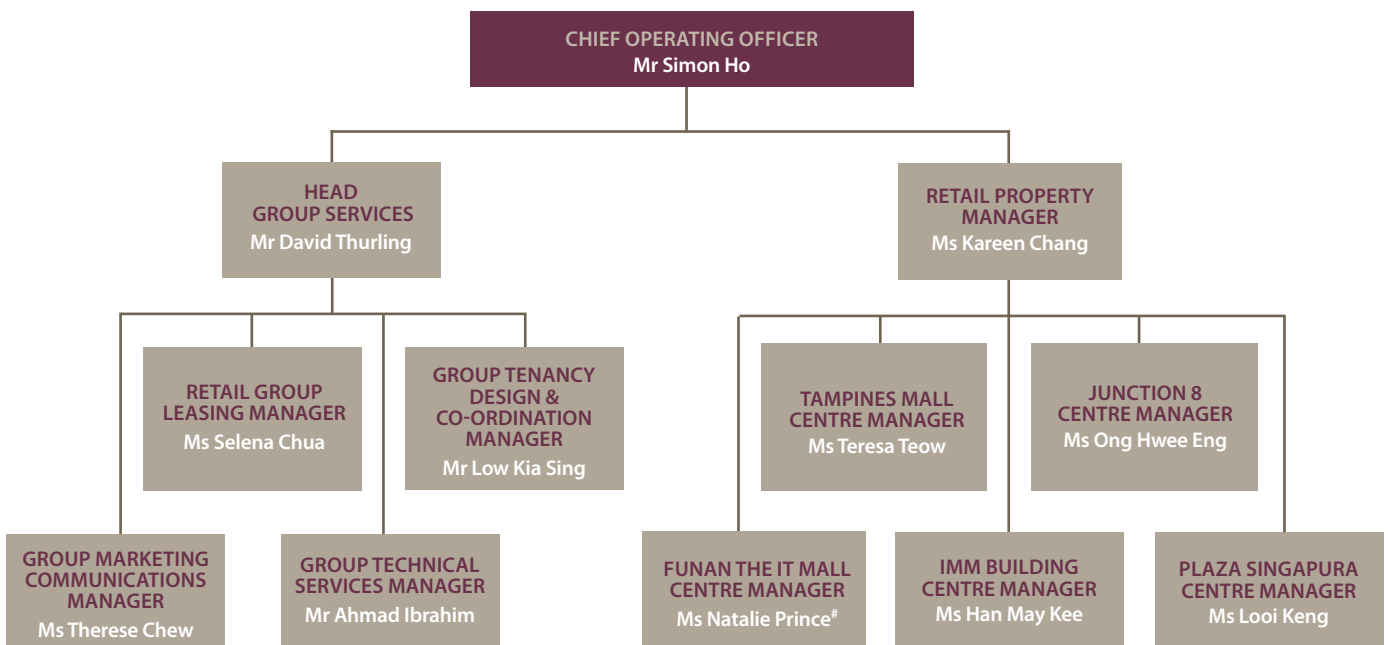 CHIEF OPERATING OFFICER
Mr Simon Ho
HEAD
GROUP SERVICES
Mr David Thurling
RETAIL PROPERTY
MANAGER
Ms Kareen Chang
RETAIL GROUP
LEASING MANAGER
Ms Selena Chua
GROUP TENANCY
DESIGN &
CO-ORDINATION
MANAGER
Mr Low Kia Sing
TAMPINES MALL
CENTRE MANAGER
Ms Teresa Teow
JUNCTION 8
CENTRE MANAGER
Ms Ong Hwee Eng
GROUP MARKETING
COMMUNICATIONS
MANAGER
Ms Therese Chew
GROUP TECHNICAL
SERVICES MANAGER
Mr Ahmad Ibrahim
FUNAN THE IT MALL
CENTRE MANAGER
Ms Natalie Prince#
IMM BUILDING
CENTRE MANAGER
Ms Han May Kee
PLAZA SINGAPURA
CENTRE MANAGER
Ms Looi Keng